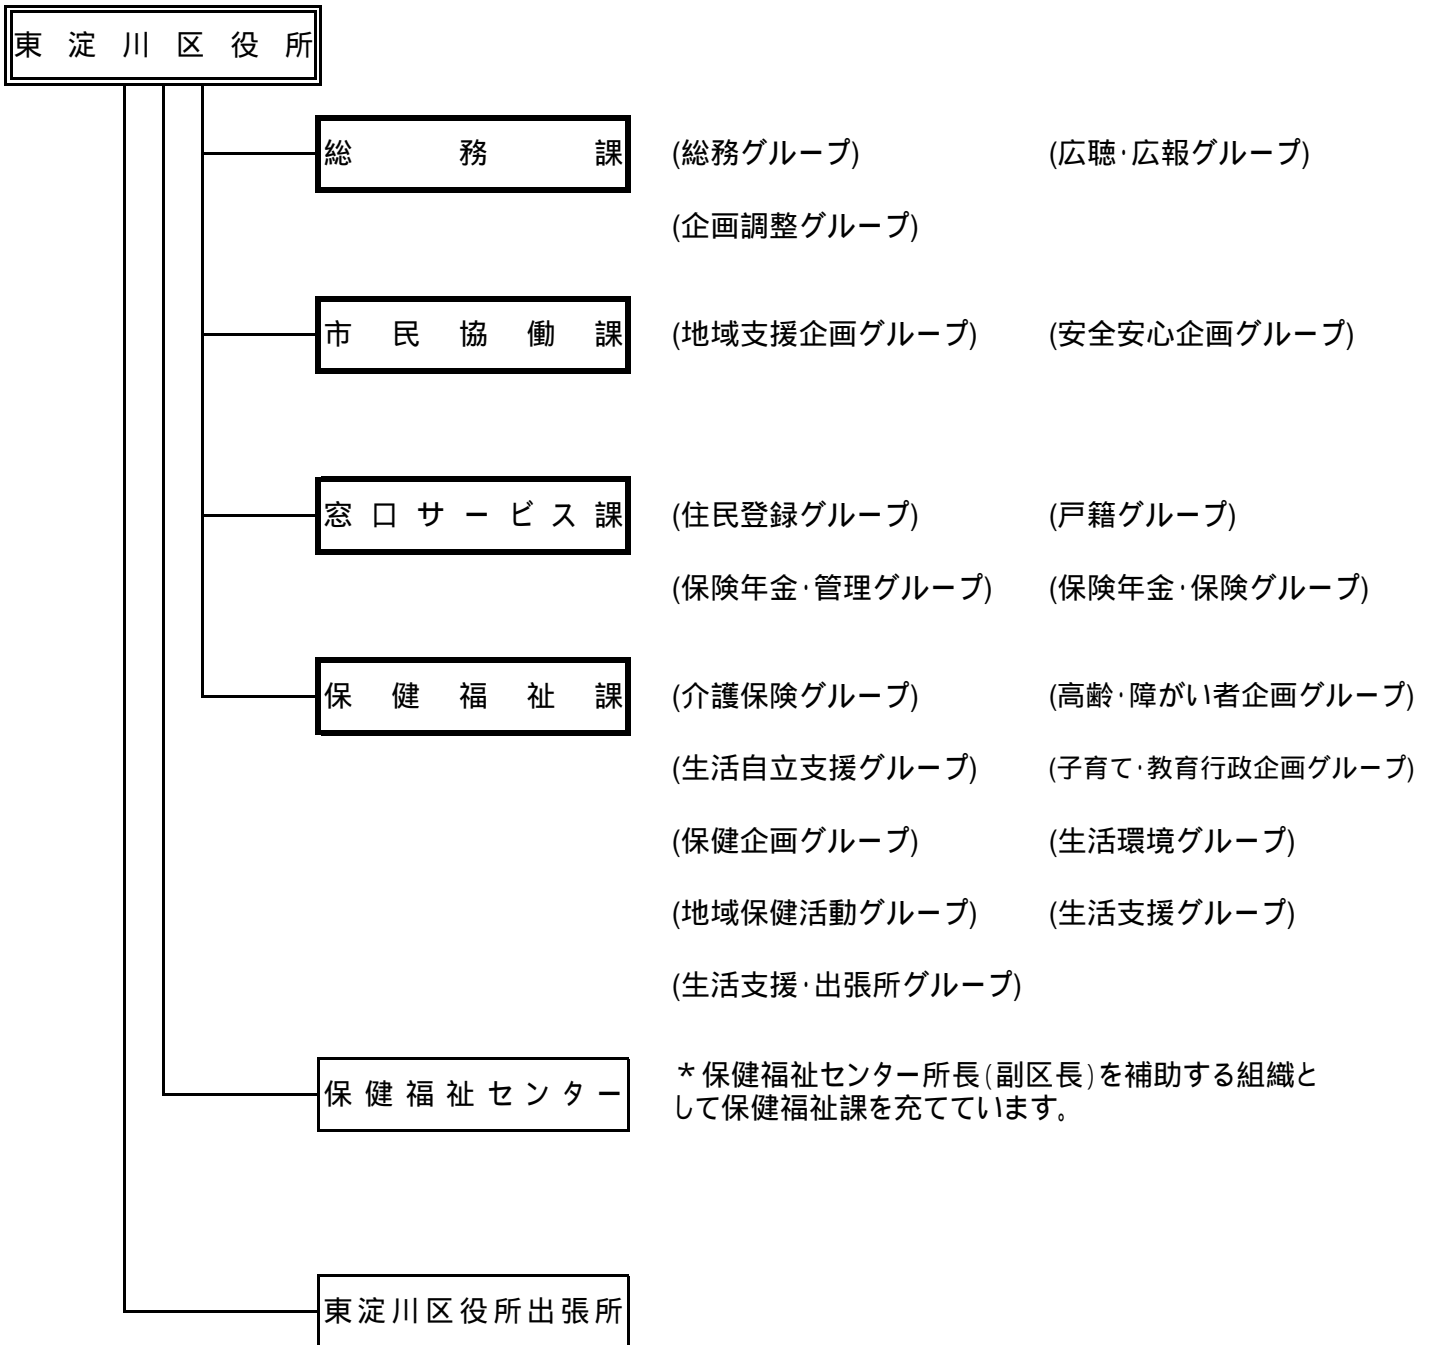 東淀川区役所
総務課 (総務グループ) (広聴・広報グループ)
(企画調整グループ)
市民協働課 (地域支援企画グループ) (安全安心企画グループ)
窓口サービス課 (住民登録グループ) (戸籍グループ)
(保険年金・管理グループ) (保険年金・保険グループ)
保健福祉課 (介護保険グループ) (高齢・障がい者企画グループ)
(生活自立支援グループ) (子育て・教育行政企画グループ)
(保健企画グループ) (生活環境グループ)
(地域保健活動グループ) (生活支援グループ)
(生活支援・出張所グループ)
保健福祉センター ＊保健福祉センター所長(副区長)を補助する組織と
して保健福祉課を充てています。
東淀川区役所出張所